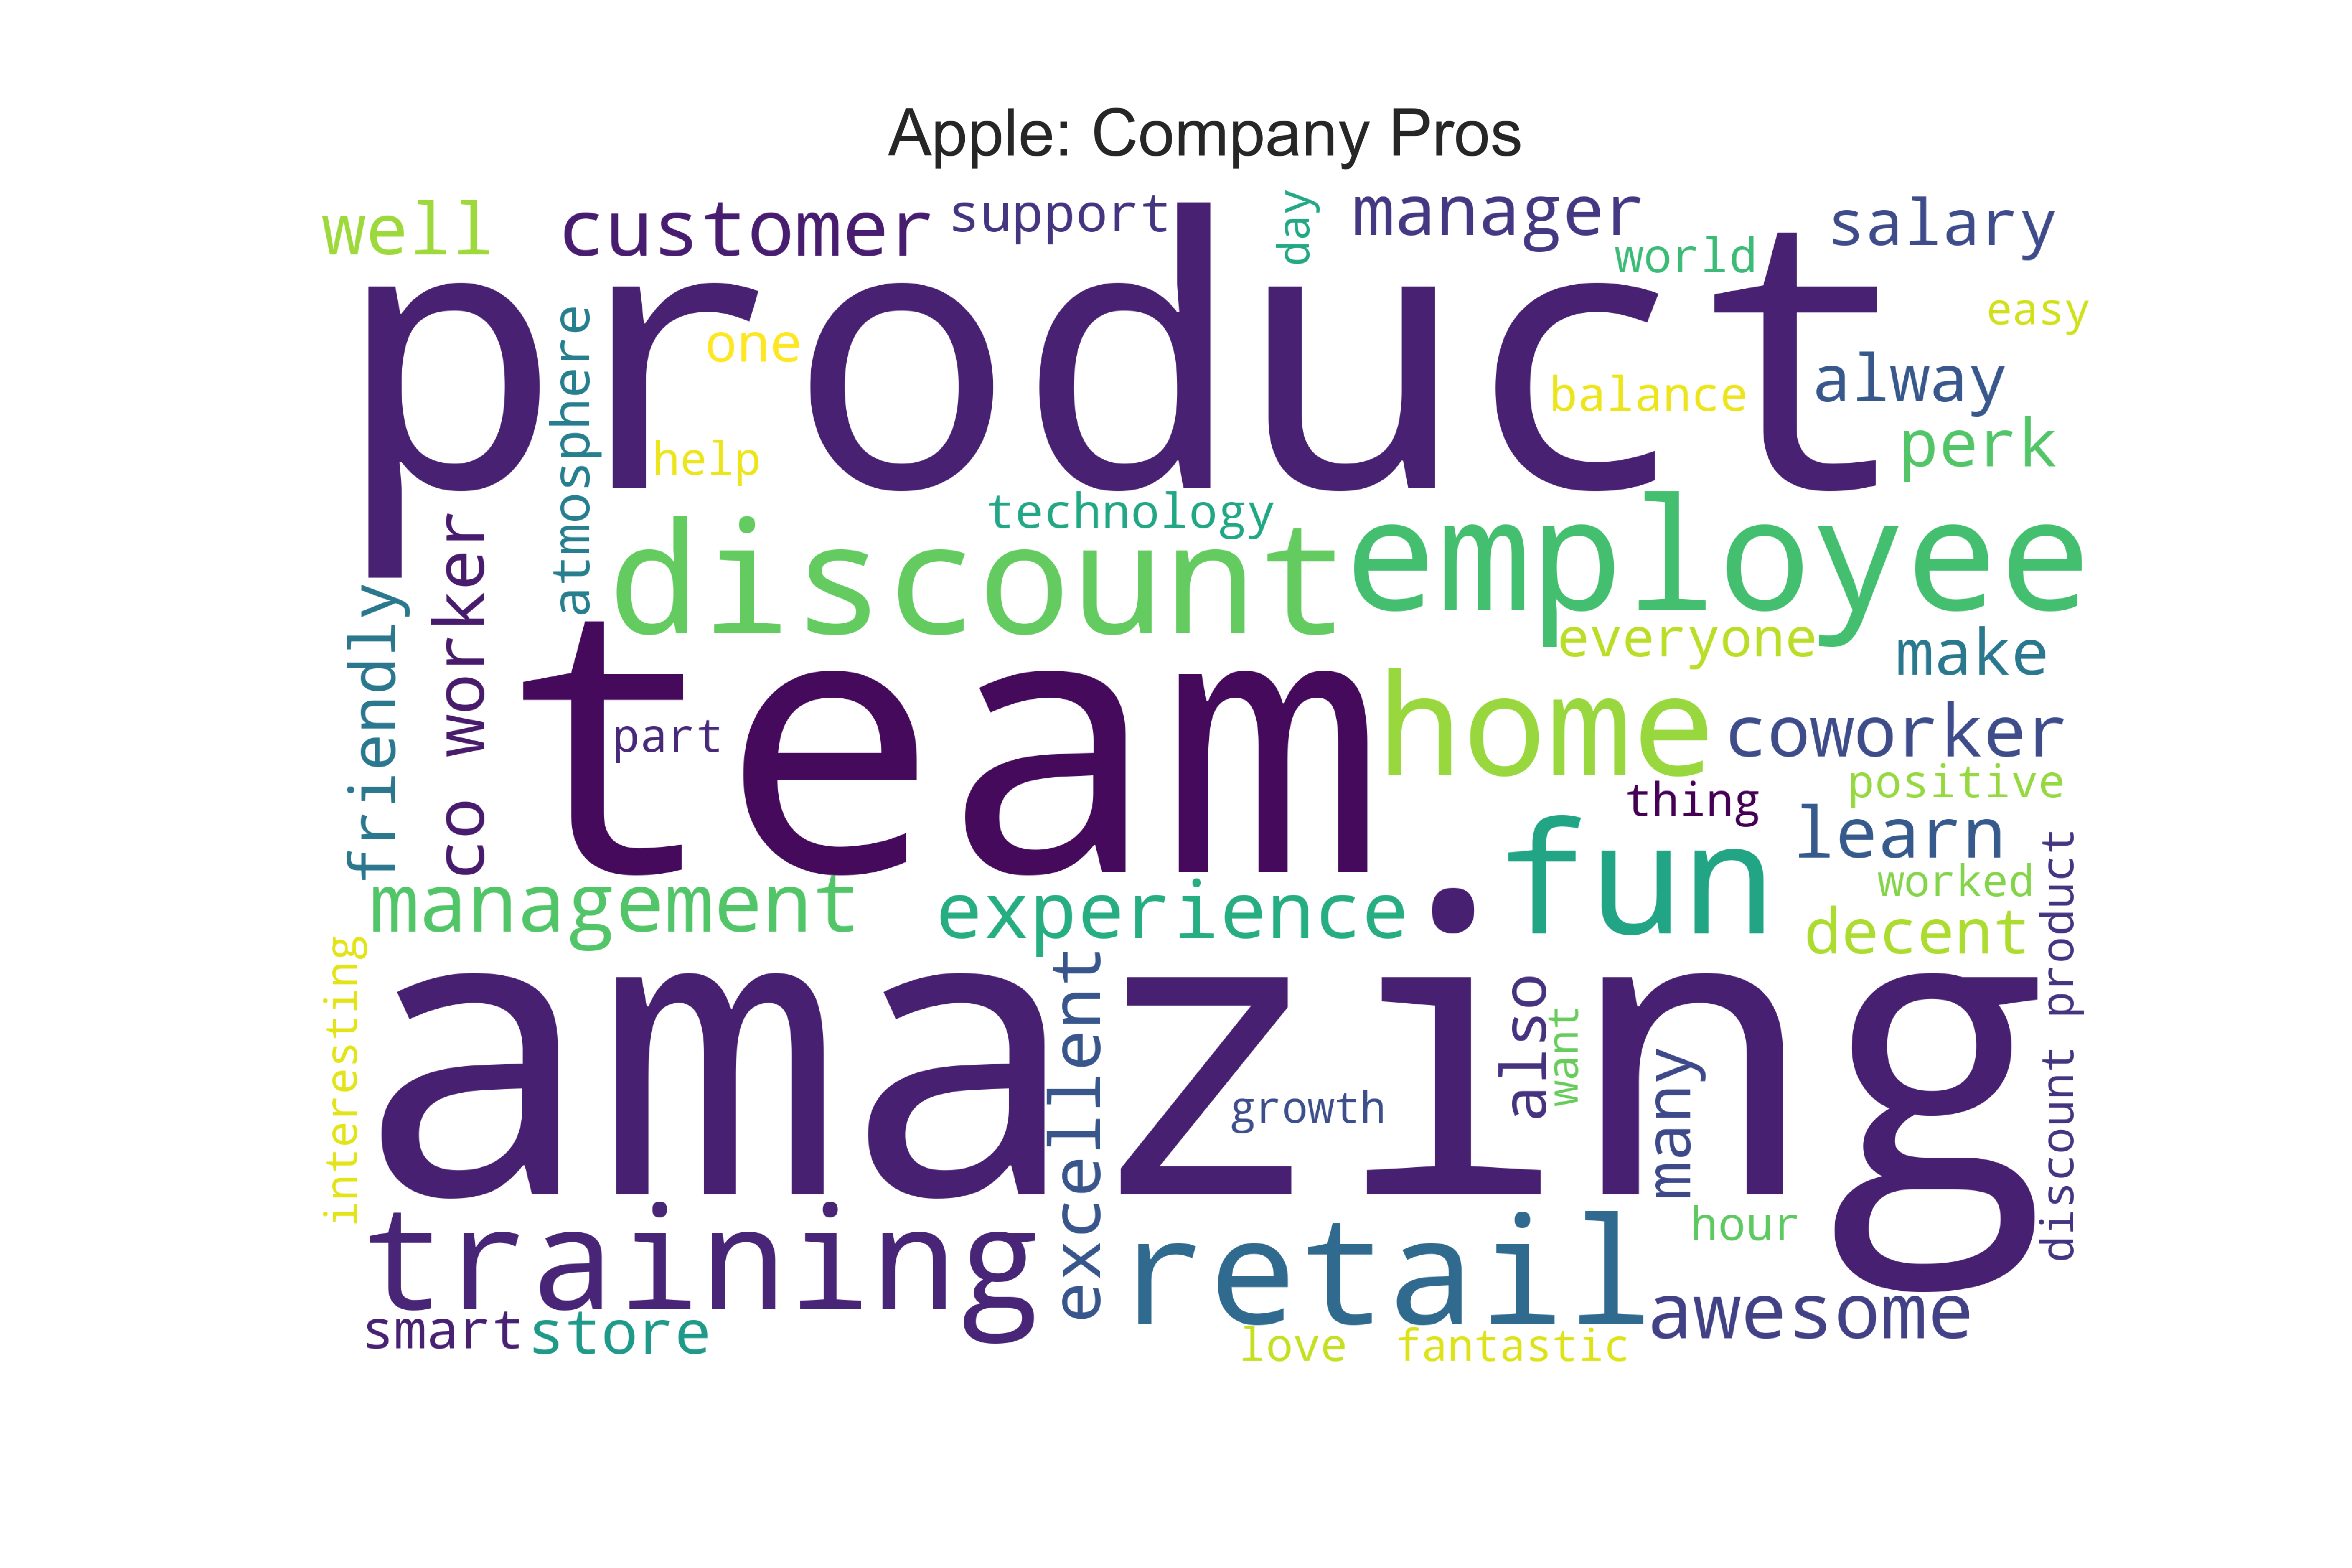 Apple: Company Pros
well
customer
support
day
manager
world
salary
product
easy
one
atmosphere
balance
alway
help
perk
technology
discount
employee
co worker
friendly
everyone
make
team
part
home
coworker
positive
thing
learn
fun
worked
management
experience
decent
discount product
interesting
amazing
excellent
also
want
many
growth
training
retail
hour
awesome
smart
store
love
fantastic